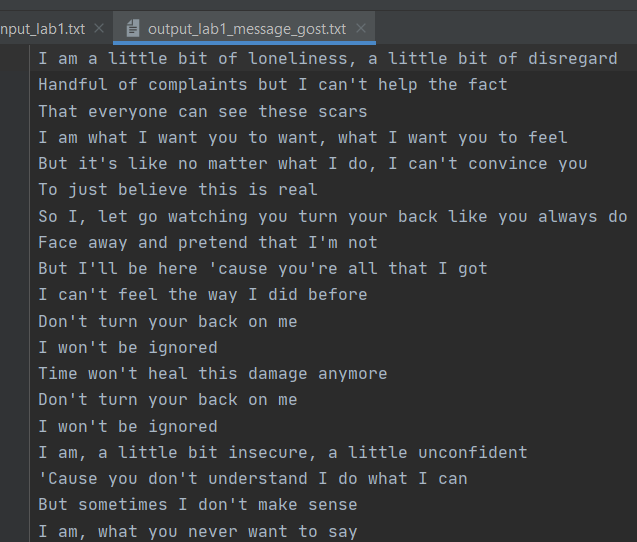 nput_lab1.txt output_lab1_message_gost.txt
I am a little bit of loneliness, a little bit of disregard
Handful of complaints but I can't help the fact
That everyone can see these scars
I am what I want you to want, what I want you to feel
But it's like no matter what I do, I can't convince you
To just believe this is real
So I, let go watching you turn your back like you always do
Face away and pretend that I'm not
But I'll be here 'cause you're all that I got
I can't feel the way I did before
Don't turn your back on me
I won't be ignored
Time won't heal this damage anymore
Don't turn your back on me
I won't be ignored
I am, a little bit insecure, a little unconfident
'Cause you don't understand I do what I can
But sometimes I don't make sense
I am, what you never want to say